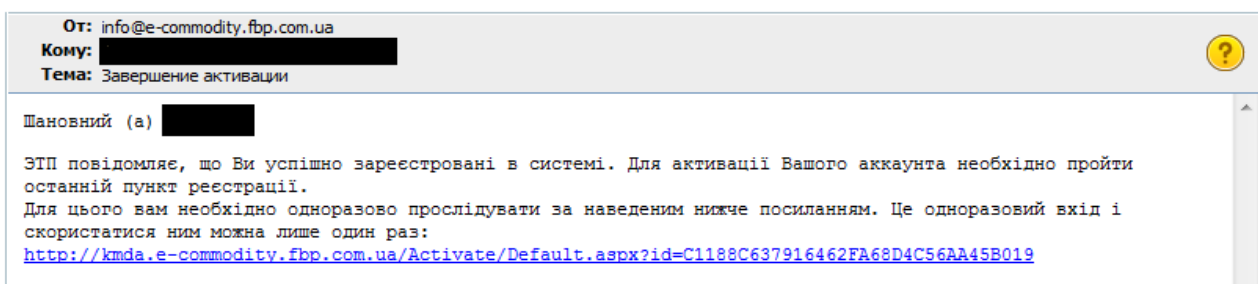 От: info@e-commodity.fbp.com.ua
Кому:
Тема: Завершение активации
?
Шановний (а)
ЭТП повідомляє, що Ви успішно зареєстровані в системі. Для активації Вашого аккаунта необхідно пройти
останній пункт реєстрації.
Для цього вам необхідно одноразово прослідувати за наведеним нижче посиланням. Це одноразовий вхід і
скористатися ним можна лише один раз:
http://kmda.e-commodity.fbp.com.ua/Activate/Default.aspx?id=C1188C637916462FA68D4C56AA45B019